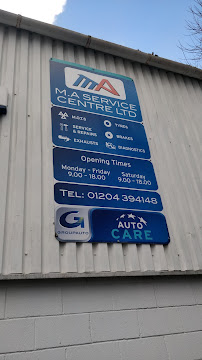 MA
M.A SERVICE
CENTRE LTD
M.O.T'S
TYRES
SERVICE
& REPAIRS
BRAKES
EXHAUSTS
DIAGNOSTICS
Opening Times
Monday - Friday
9.00 - 18.00
Saturday
9.00 - 18.00
TEL: 01204 394148
G
GROUPAUTO
AUTO
CARE